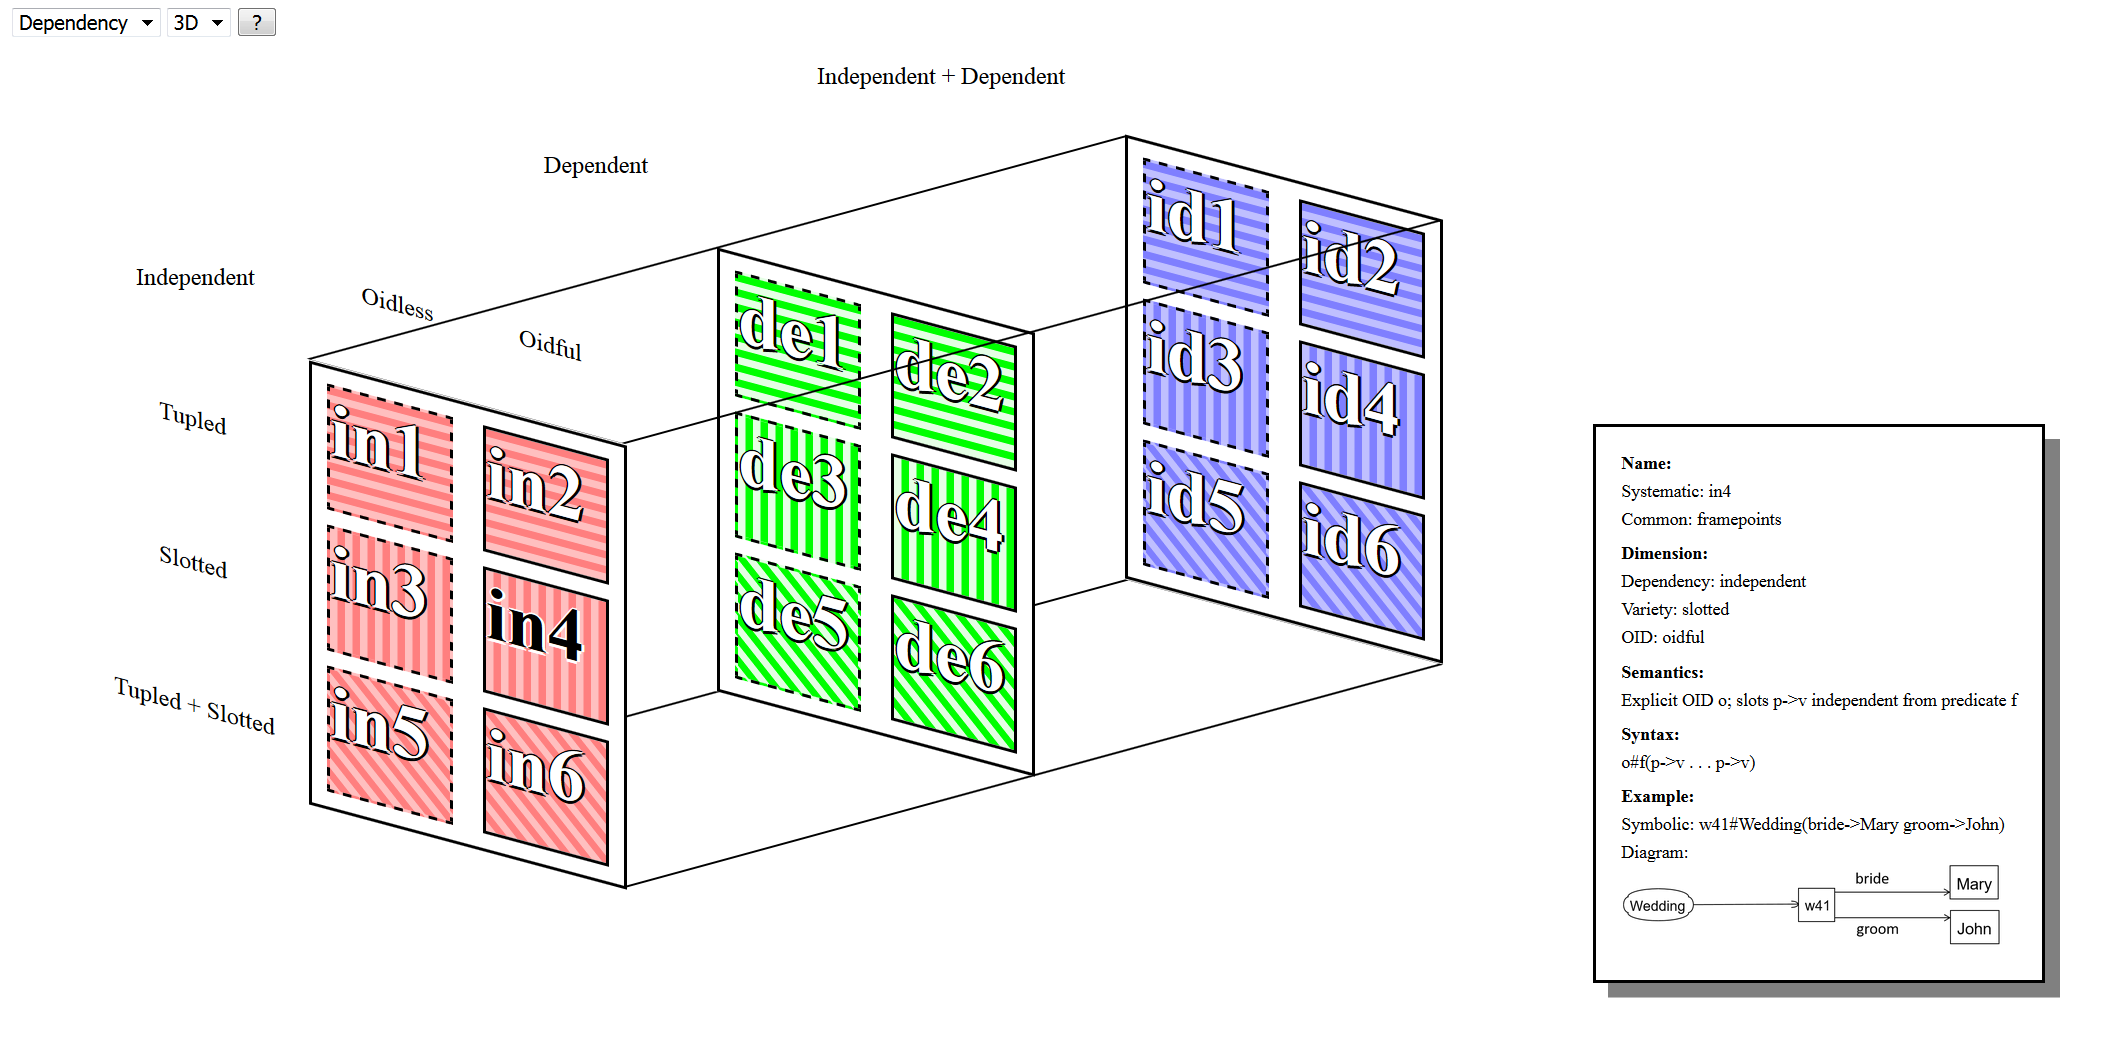 Dependency 3D ?
Independent + Dependent
Dependent
Independent
Oidless
Oidful
Tupled
Slotted
Tupled + Slotted
in1 in2
in3 in4
in5 in6
de1 de2
de3 de4
de5 de6
id1 id2
id3 id4
id5 id6
Name:
Systematic: in4
Common: framepoints
Dimension:
Dependency: independent
Variety: slotted
OID: oidful
Semantics:
Explicit OID o; slots p->v independent from predicate f
Syntax:
o#f(p->v . . . p->v)
Example:
Symbolic: w41#Wedding(bride->Mary groom->John)
Diagram:
bride
Mary
Wedding
w41
groom
John